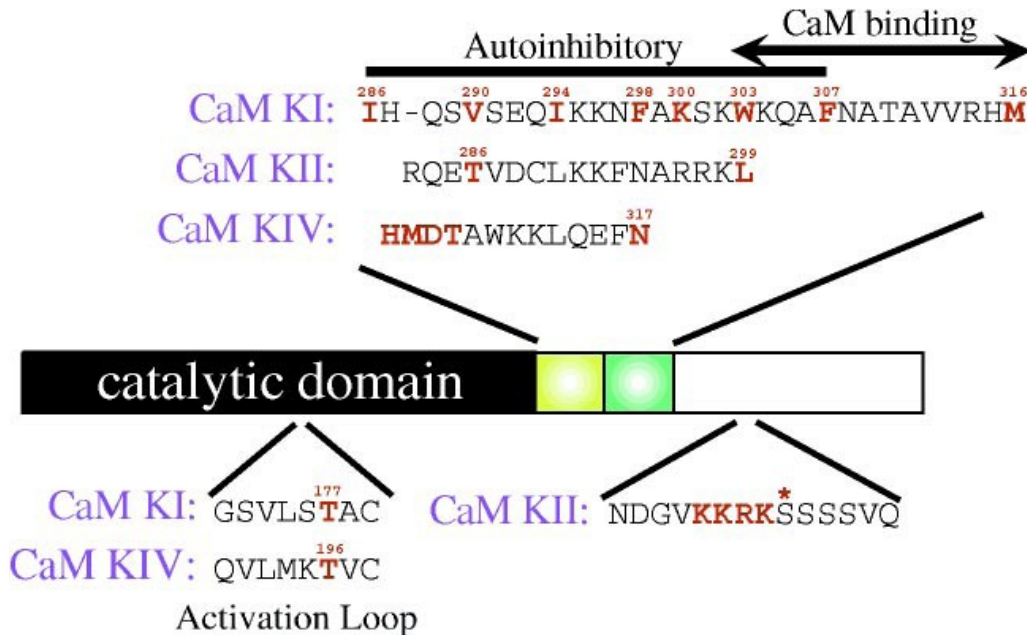 CaM binding
Autoinhibitory
286 290 294 298 300 303 307 316
CaM KI: IH-QSVSEQIKKNFAKSKWKQAFNATAVVRHM
286 299
CaM KII: RQETVDCLKKFNARRKL
317
CaM KIV: HMDTAWKKLQEFN
catalytic domain
177 *
CaM KI: GSVLSTAC CaM KII: NDGVKKRKSSSSVQ
196
CaM KIV: QVLMKTVC
Activation Loop